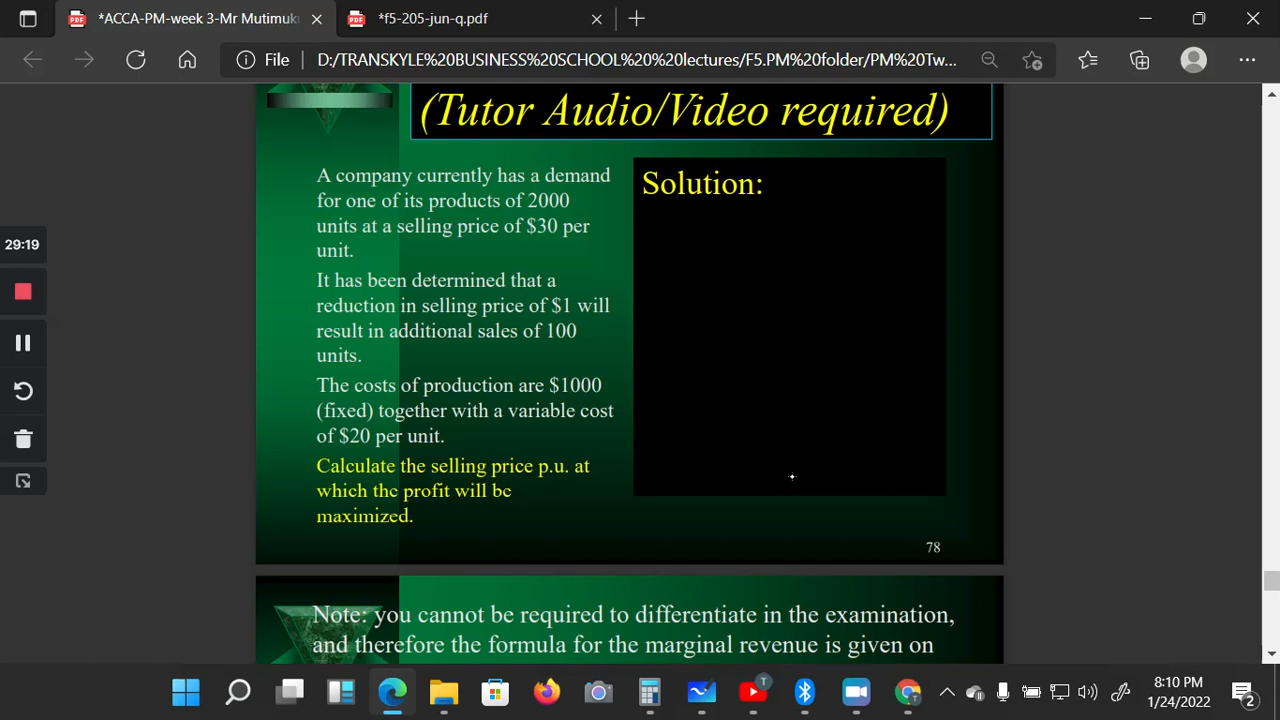 *ACCA-PM-week 3-Mr Mutimuk
*f5-205-jun-q.pdf
File
D:/TRANSKYLE%20BUSINESS%20SCHOOL%20%20lectures/F5.PM%20folder/PM%20Tw...
(Tutor Audio/Video required)
A company currently has a demand
for one of its products of 2000
units at a selling price of $30 per
unit.
It has been determined that a
reduction in selling price of $1 will
result in additional sales of 100
units.
The costs of production are $1000
(fixed) together with a variable cost
of $20 per unit.
Calculate the selling price p.u. at
which the profit will be
maximized.
Solution:
78
29:19
Note: you cannot be required to differentiate in the examination,
and therefore the formula for the marginal revenue is given on
8:10 PM
1/24/2022
2